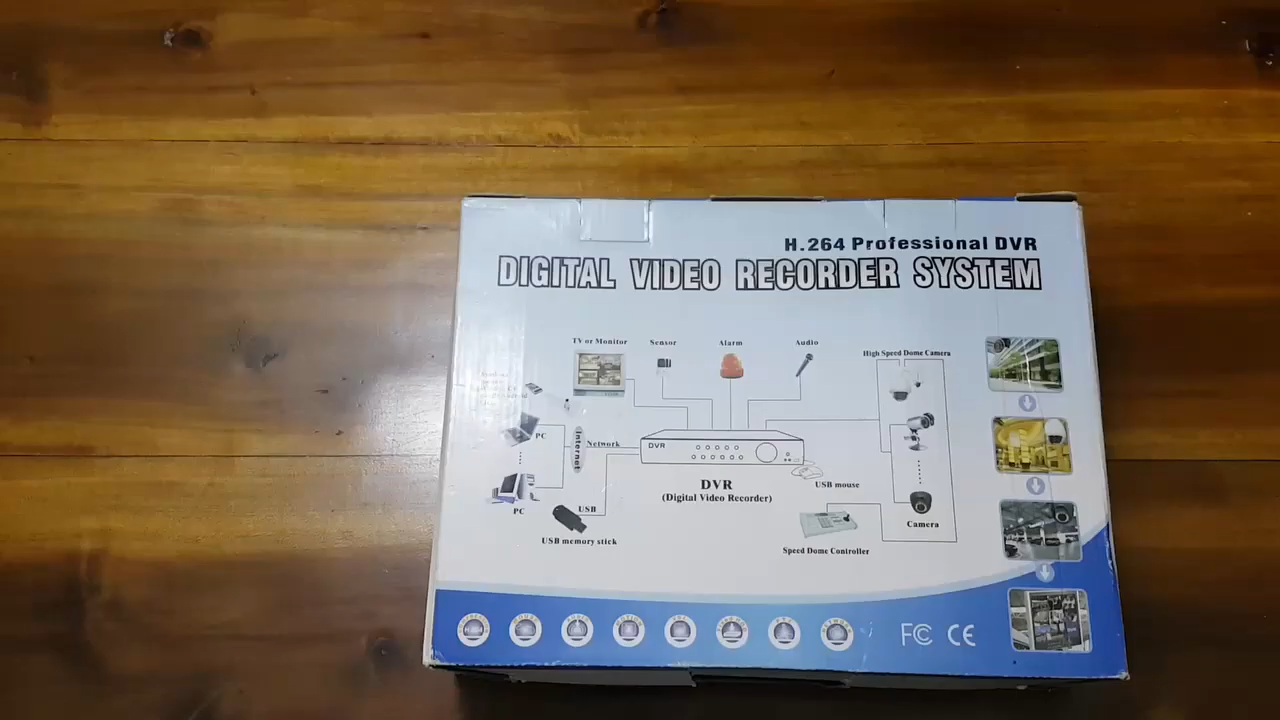 H.264 Professional DVR
DIGITAL VIDEO RECORDER SYSTEM
TV or Monitor
Sensor
Alarm
Audio
High Speed Dome Camera
PC
Internet
Network
DVR
DVR
(Digital Video Recorder)
USB mouse
PC
USB
USB memory stick
Camera
Speed Dome Controller
H.264
FC CE